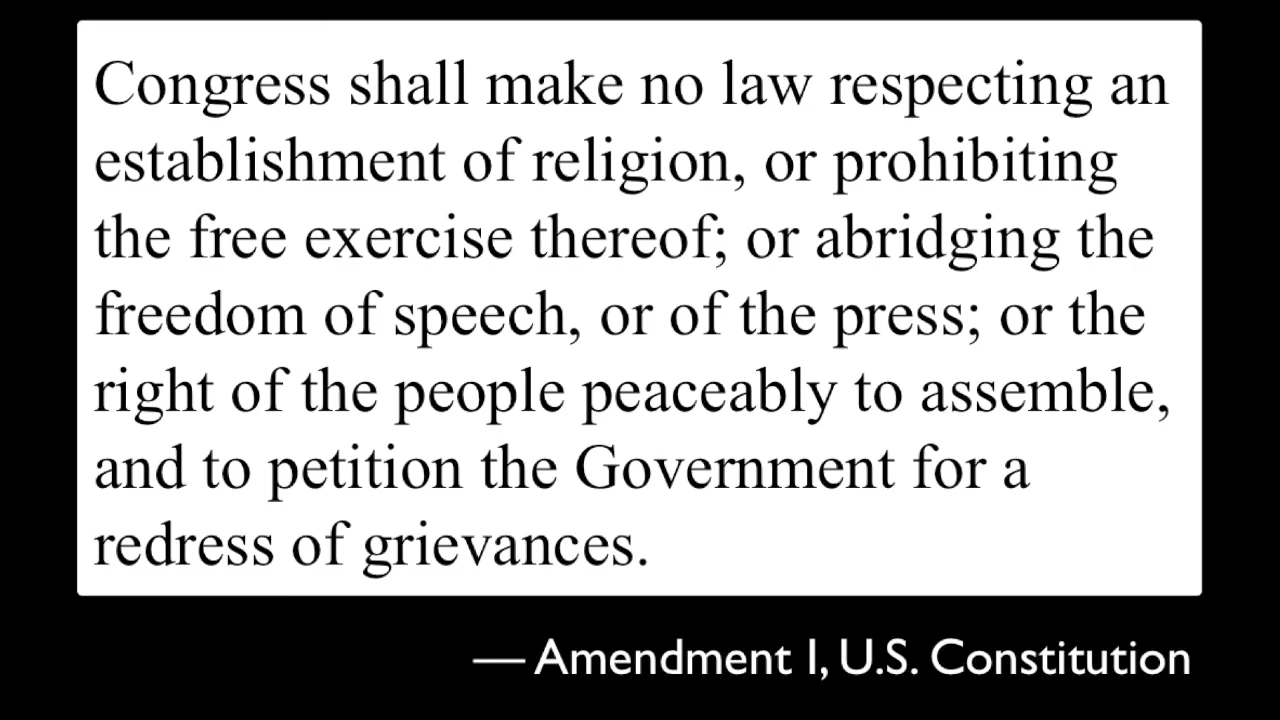 Congress shall make no law respecting an
establishment of religion, or prohibiting
the free exercise thereof; or abridging the
freedom of speech, or of the press; or the
right of the people peaceably to assemble,
and to petition the Government for a
redress of grievances.
— Amendment I, U.S. Constitution